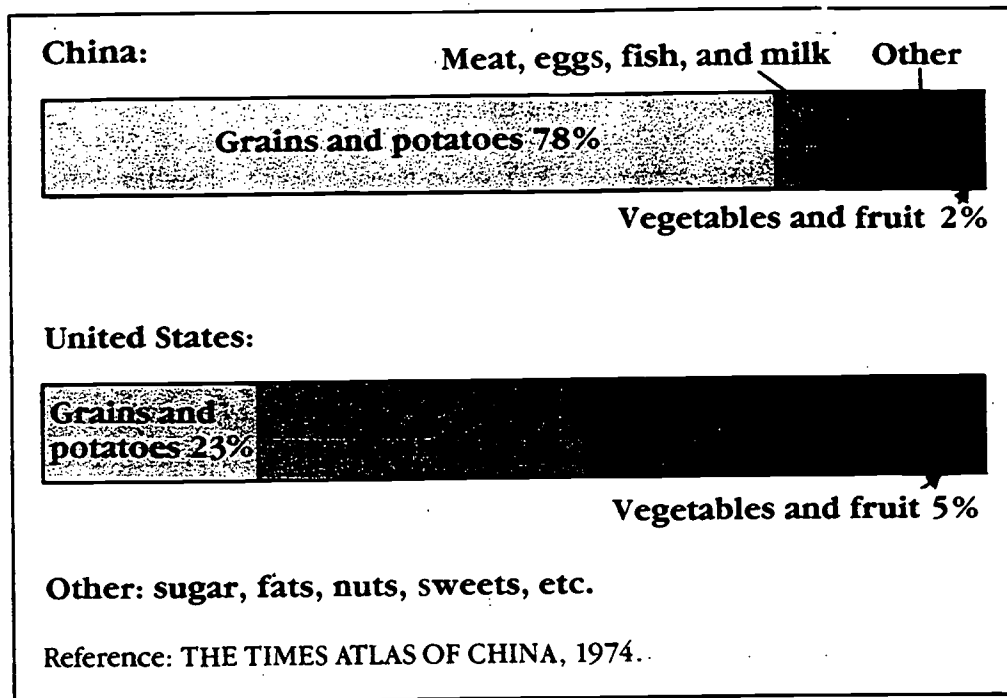 China:
Meat, eggs, fish, and milk Other
Grains and potatoes 78%
Vegetables and fruit 2%
United States:
Grains and
potatoes 23%
Vegetables and fruit 5%
Other: sugar, fats, nuts, sweets, etc.
Reference: THE TIMES ATLAS OF CHINA, 1974.